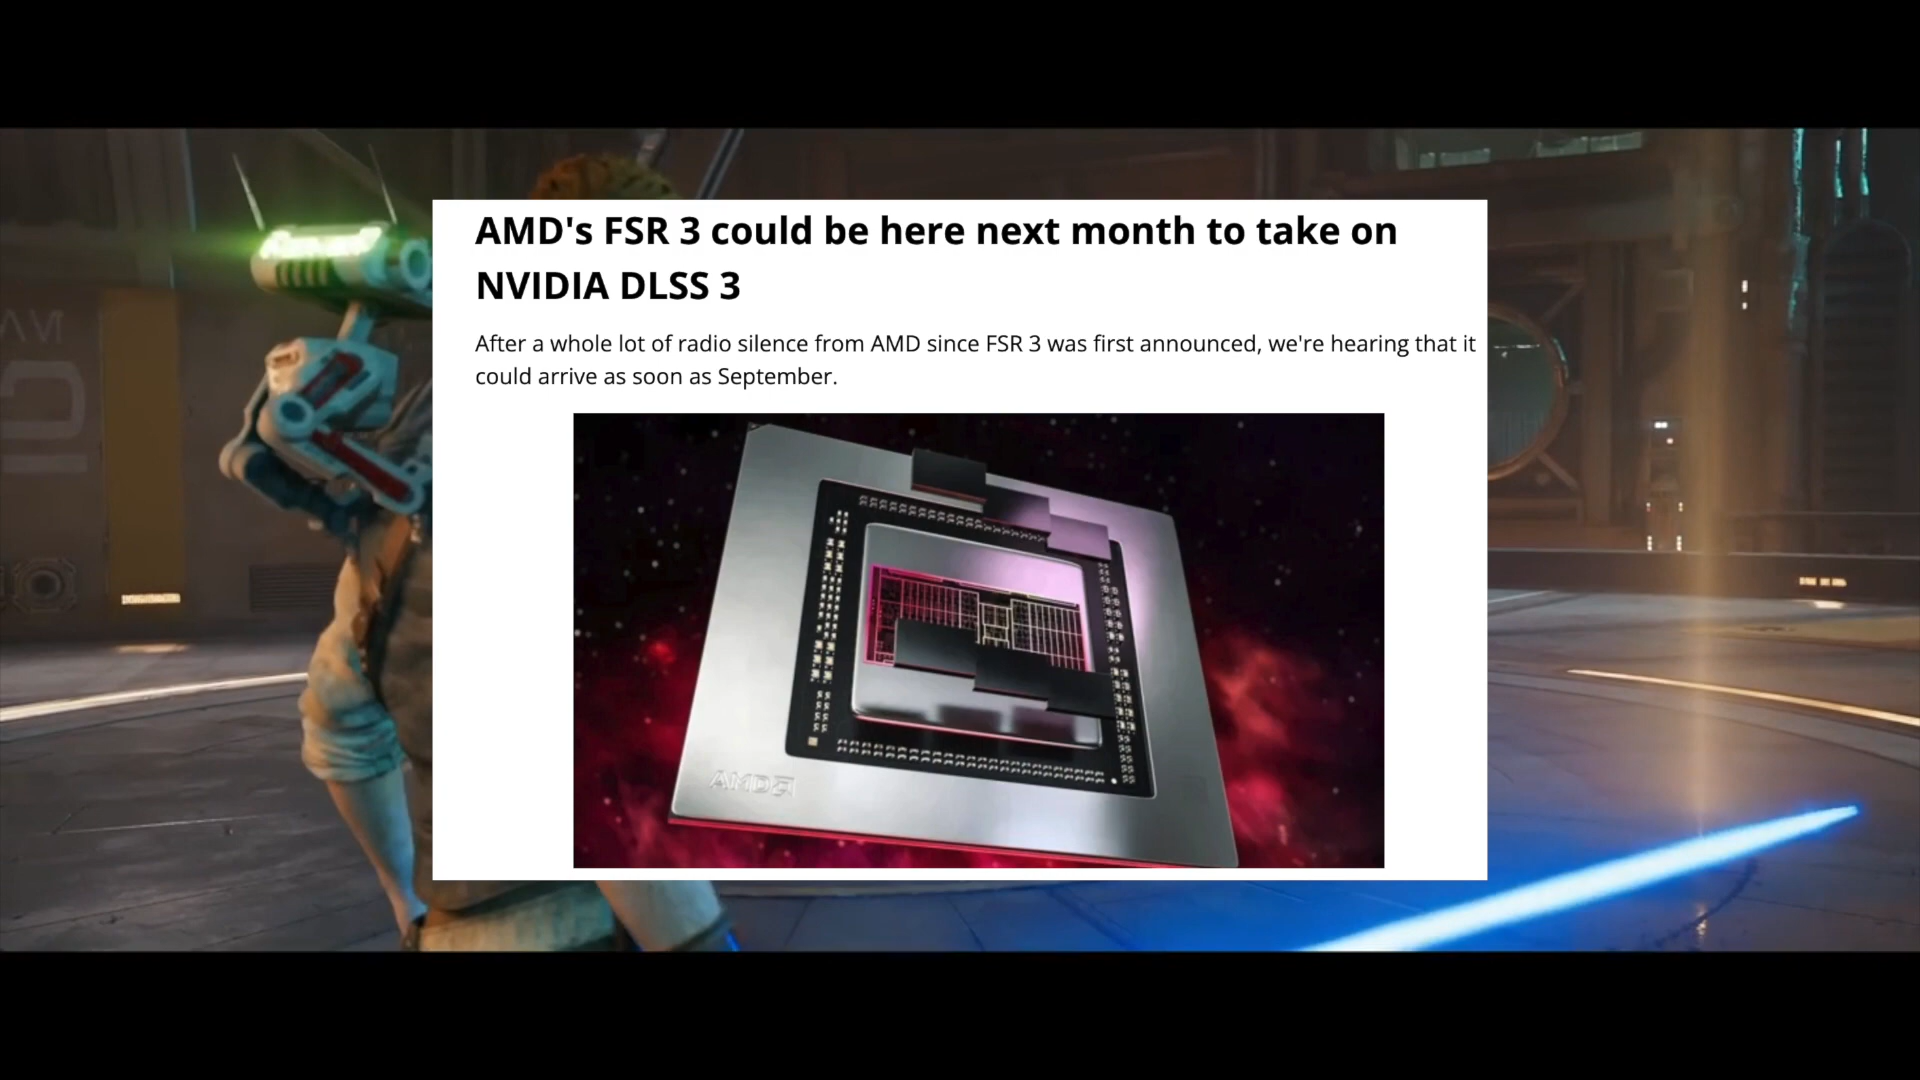 AMD's FSR 3 could be here next month to take on
NVIDIA DLSS 3
After a whole lot of radio silence from AMD since FSR 3 was first announced, we're hearing that it
could arrive as soon as September.
AMD